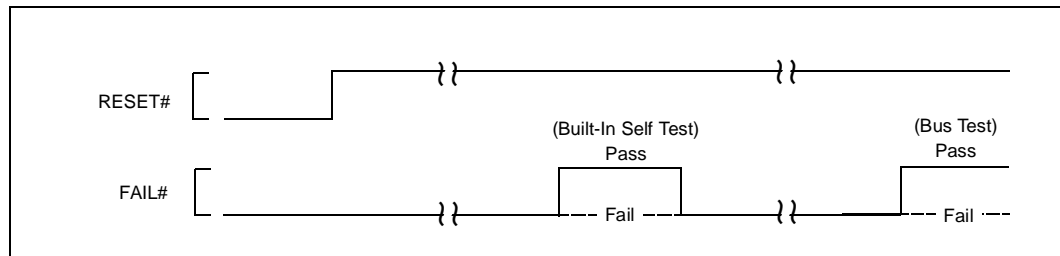 RESET#
(Built-In Self Test)
Pass
(Bus Test)
Pass
FAIL#
Fail
Fail